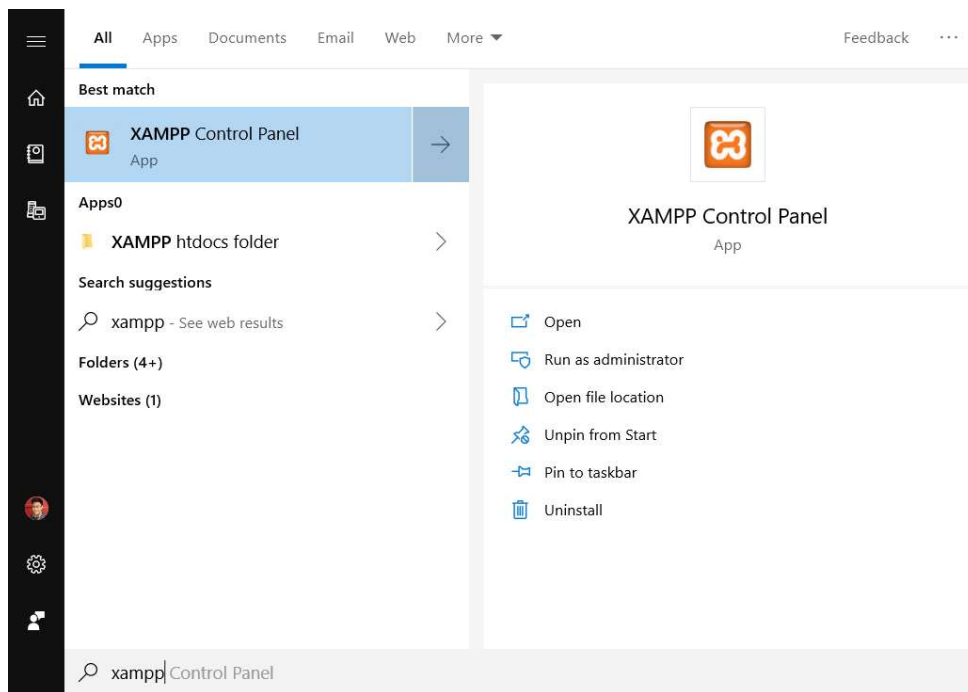 All Apps Documents Email Web More Feedback ...
Best match
XAMPP Control Panel
App
Apps0
XAMPP htdocs folder
Search suggestions
xampp - See web results
Folders (4+)
Websites (1)
XAMPP Control Panel
App
Open
Run as administrator
Open file location
Unpin from Start
Pin to taskbar
Uninstall
xampp Control Panel